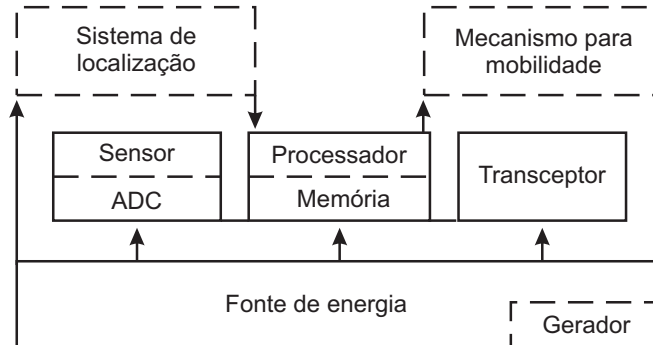 Sistema de
localização
Mecanismo para
mobilidade
Sensor
ADC
Processador
Memória
Transceptor
Fonte de energia
Gerador